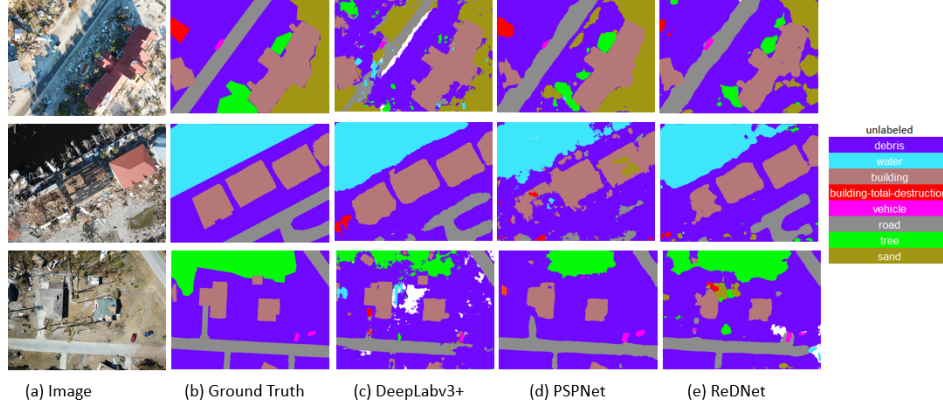 unlabeled
debris
water
building
building-total-destruction
vehicle
road
tree
sand
(a) Image
(b) Ground Truth
(c) DeepLabv3+
(d) PSPNet
(e) ReDNet